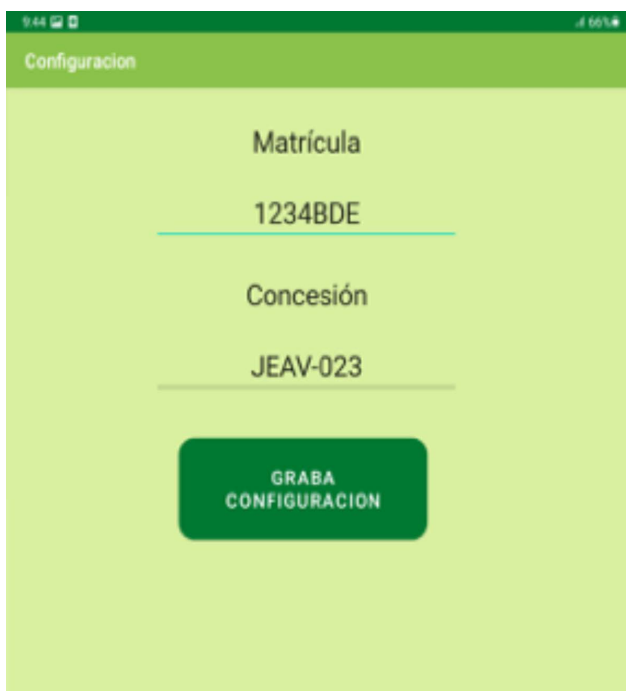 9:44
66%
Configuracion
Matrícula
1234BDE
Concesión
JEAV-023
GRABA
CONFIGURACION